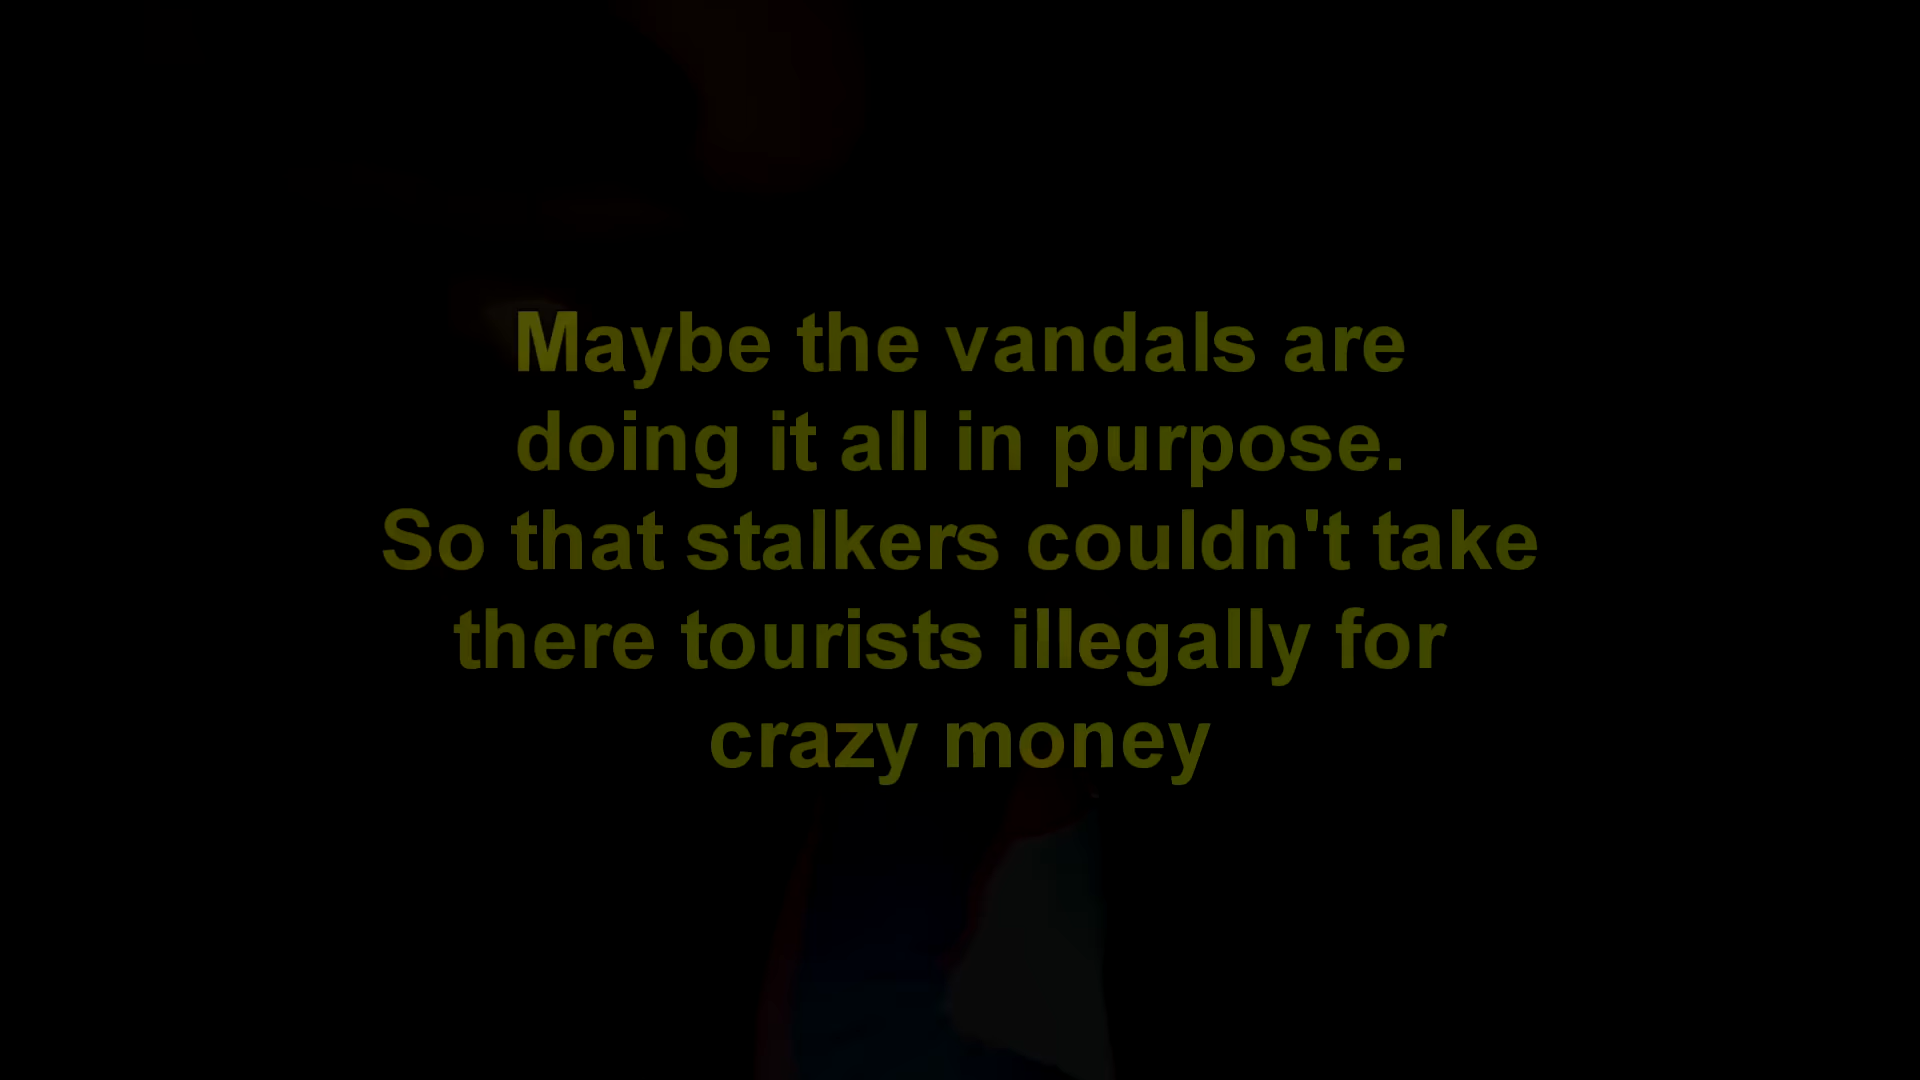 Maybe the vandals are
doing it all in purpose.
So that stalkers couldn't take
there tourists illegally for
crazy money